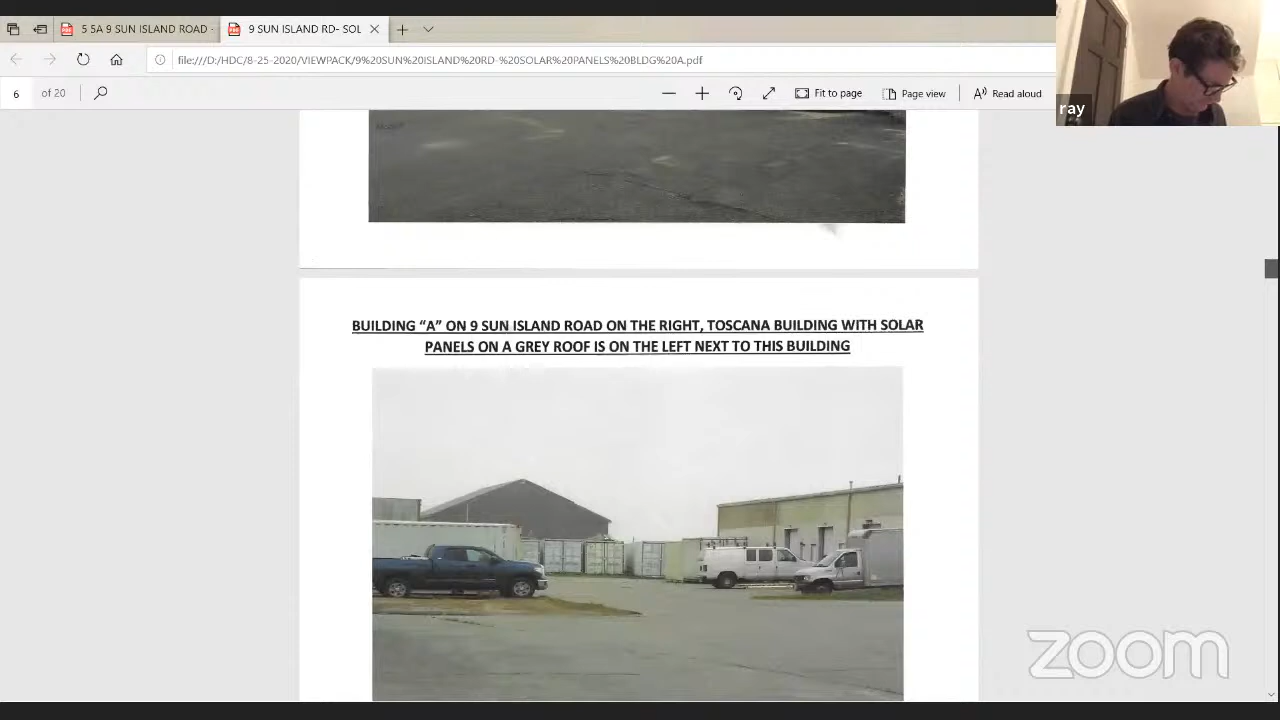 5 5A 9 SUN ISLAND ROAD -
9 SUN ISLAND RD- SOL
file:///D:/HDC/8-25-2020/VIEWPACK/9%20SUN%20ISLAND%20RD-%20SOLAR%20PANELS%20BLDG%20A.pdf
6 of 20
Fit to page
Page view
Read aloud
ray
BUILDING “A” ON 9 SUN ISLAND ROAD ON THE RIGHT, TOSCANA BUILDING WITH SOLAR
PANELS ON A GREY ROOF IS ON THE LEFT NEXT TO THIS BUILDING
zoom